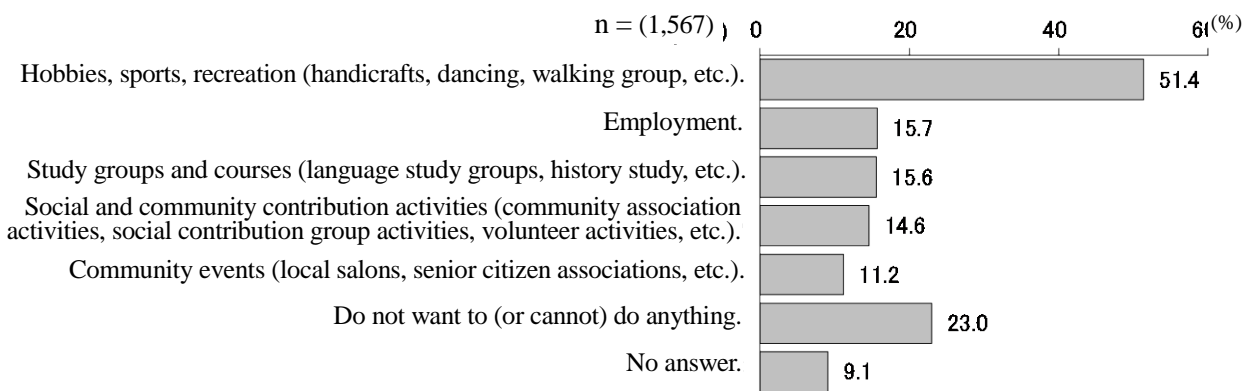 n = (1,567) ) 0 20 40 6( (%)
Hobbies, sports, recreation (handicrafts, dancing, walking group, etc.). 51.4
Employment. 15.7
Study groups and courses (language study groups, history study, etc.). 15.6
Social and community contribution activities (community association
activities, social contribution group activities, volunteer activities, etc.). 14.6
Community events (local salons, senior citizen associations, etc.). 11.2
Do not want to (or cannot) do anything. 23.0
No answer. 9.1